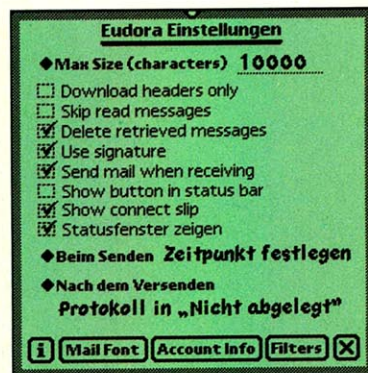 Eudora Einstellungen
◆Max Size (characters) 10000
Download headers only
Skip read messages
Delete retrieved messages
Use signature
Send mail when receiving
Show button in status bar
Show connect slip
Statusfenster zeigen
◆Beim Senden Zeitpunkt festlegen
◆Nach dem Versenden
Protokoll in „Nicht abgelegt"
i Mail Font Account Info Filters X